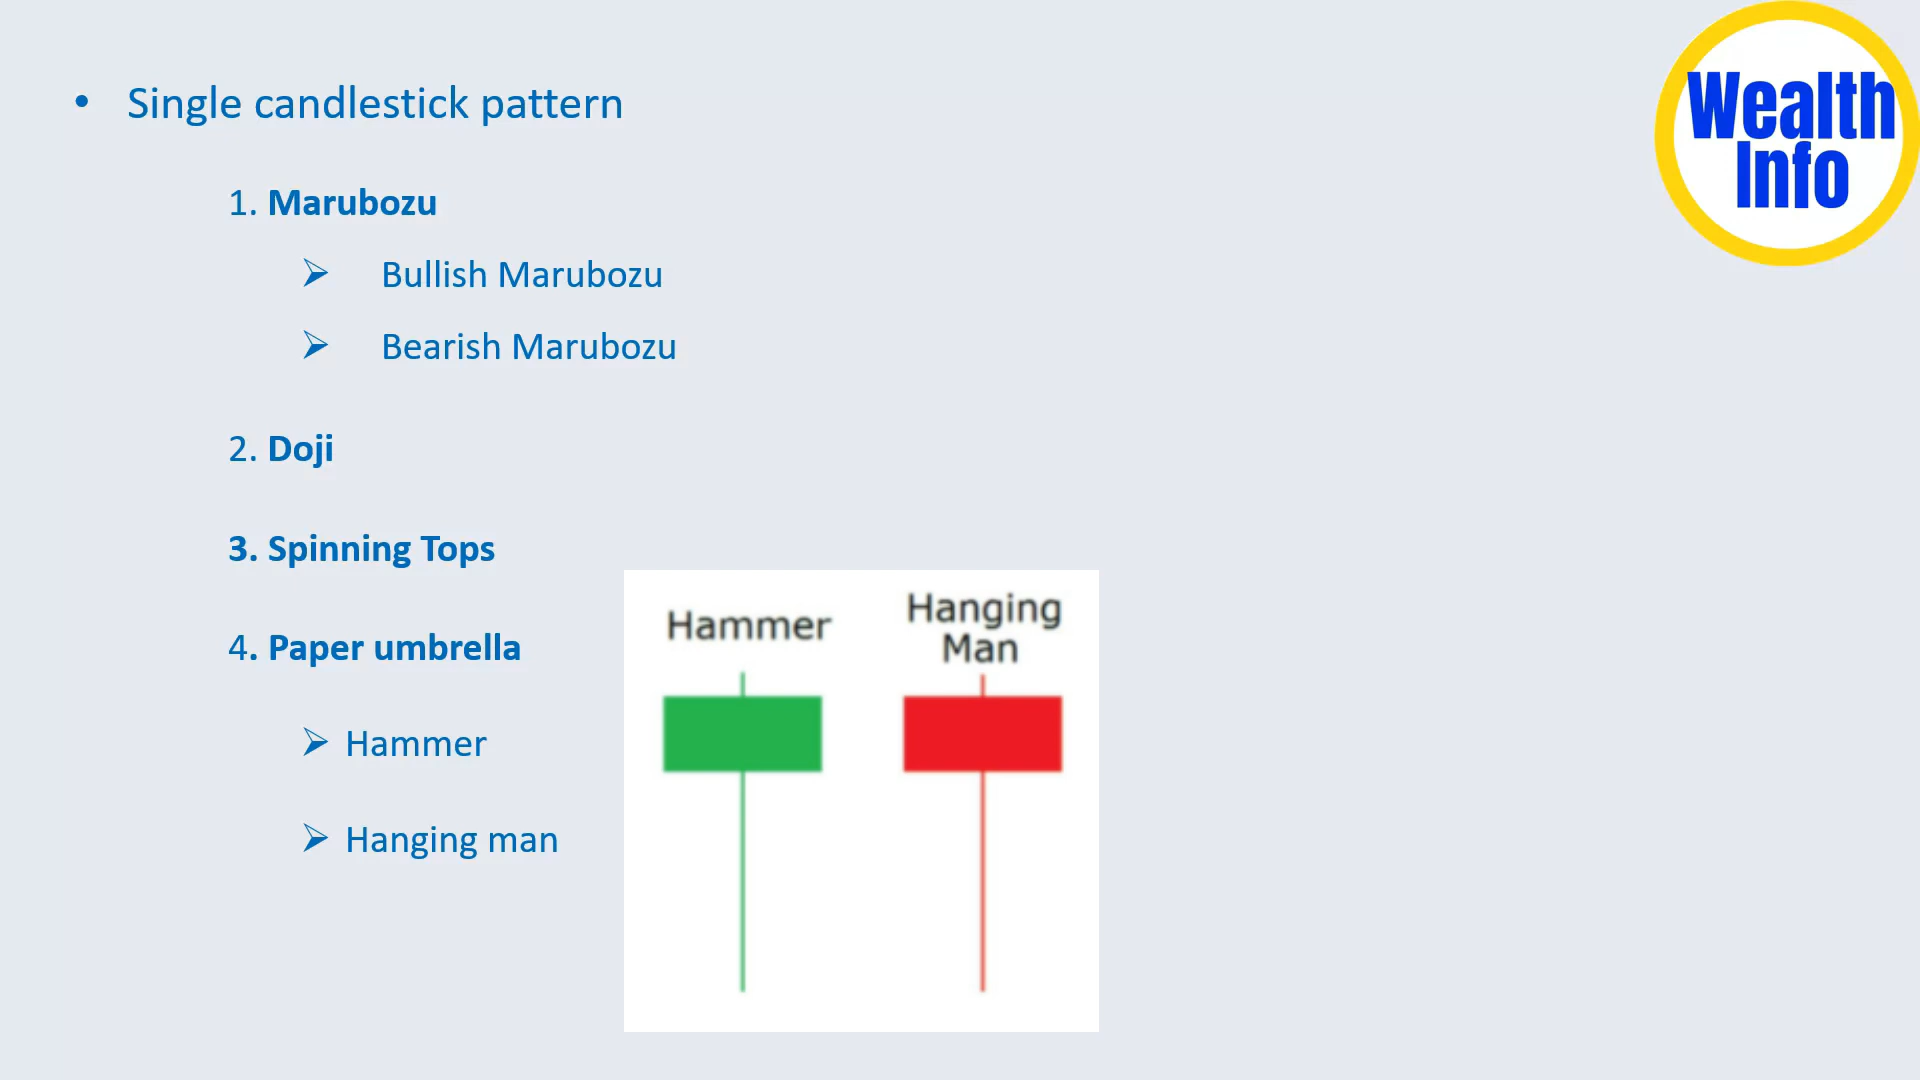 • Single candlestick pattern
1. Marubozu
➢ Bullish Marubozu
➢ Bearish Marubozu
2. Doji
3. Spinning Tops
4. Paper umbrella
➢ Hammer
➢ Hanging man
Hammer
Hanging
Man
Wealth
Info